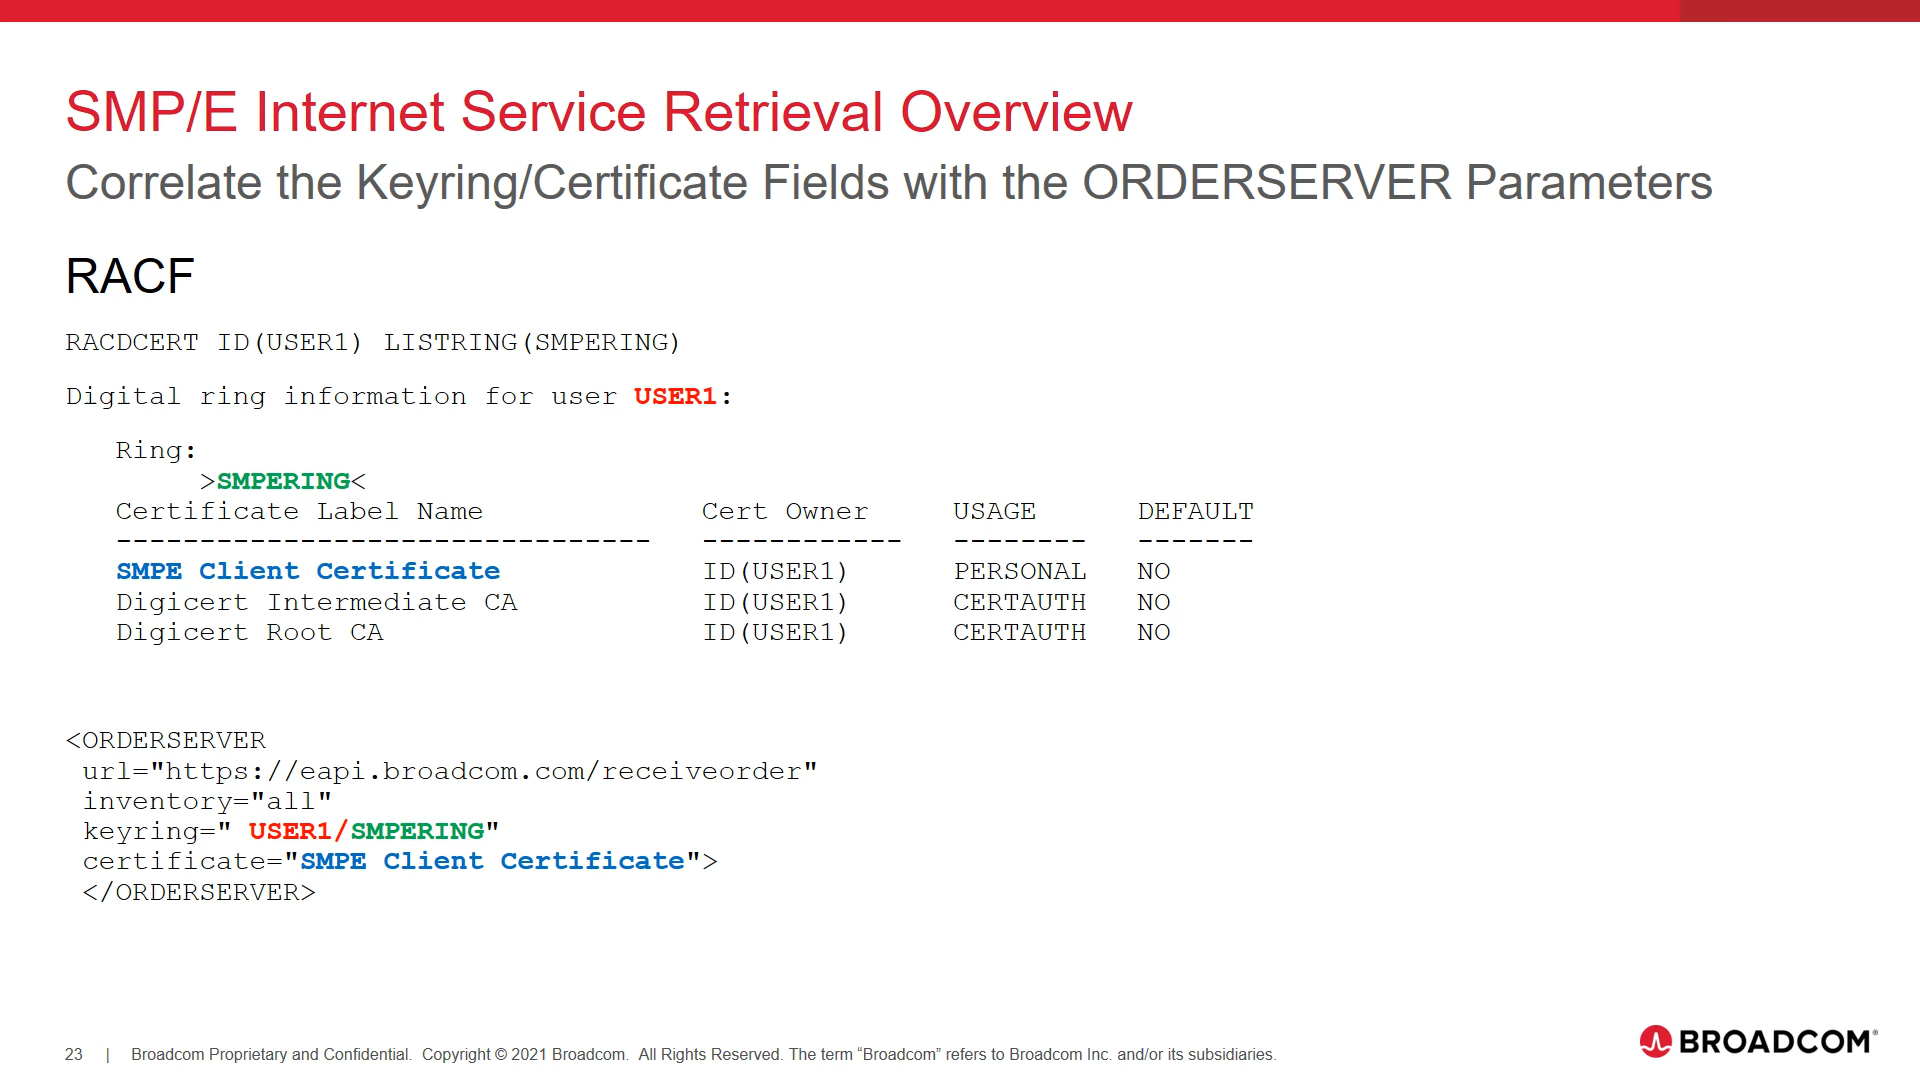 SMP/E Internet Service Retrieval Overview
Correlate the Keyring/Certificate Fields with the ORDERSERVER Parameters
RACF
RACDCERT ID(USER1) LISTRING(SMPERING)
Digital ring information for user USER1:
Ring:
>SMPERING<
Certificate Label Name Cert Owner USAGE DEFAULT
-------------------------------- ------------ -------- -------
SMPE Client Certificate ID(USER1) PERSONAL NO
Digicert Intermediate CA ID(USER1) CERTAUTH NO
Digicert Root CA ID(USER1) CERTAUTH NO
<ORDERSERVER
url="https://eapi.broadcom.com/receiveorder"
inventory="all"
keyring=" USER1/SMPERING"
certificate="SMPE Client Certificate">
</ORDERSERVER>
23 | Broadcom Proprietary and Confidential. Copyright © 2021 Broadcom. All Rights Reserved. The term “Broadcom” refers to Broadcom Inc. and/or its subsidiaries.
BROADCOM®